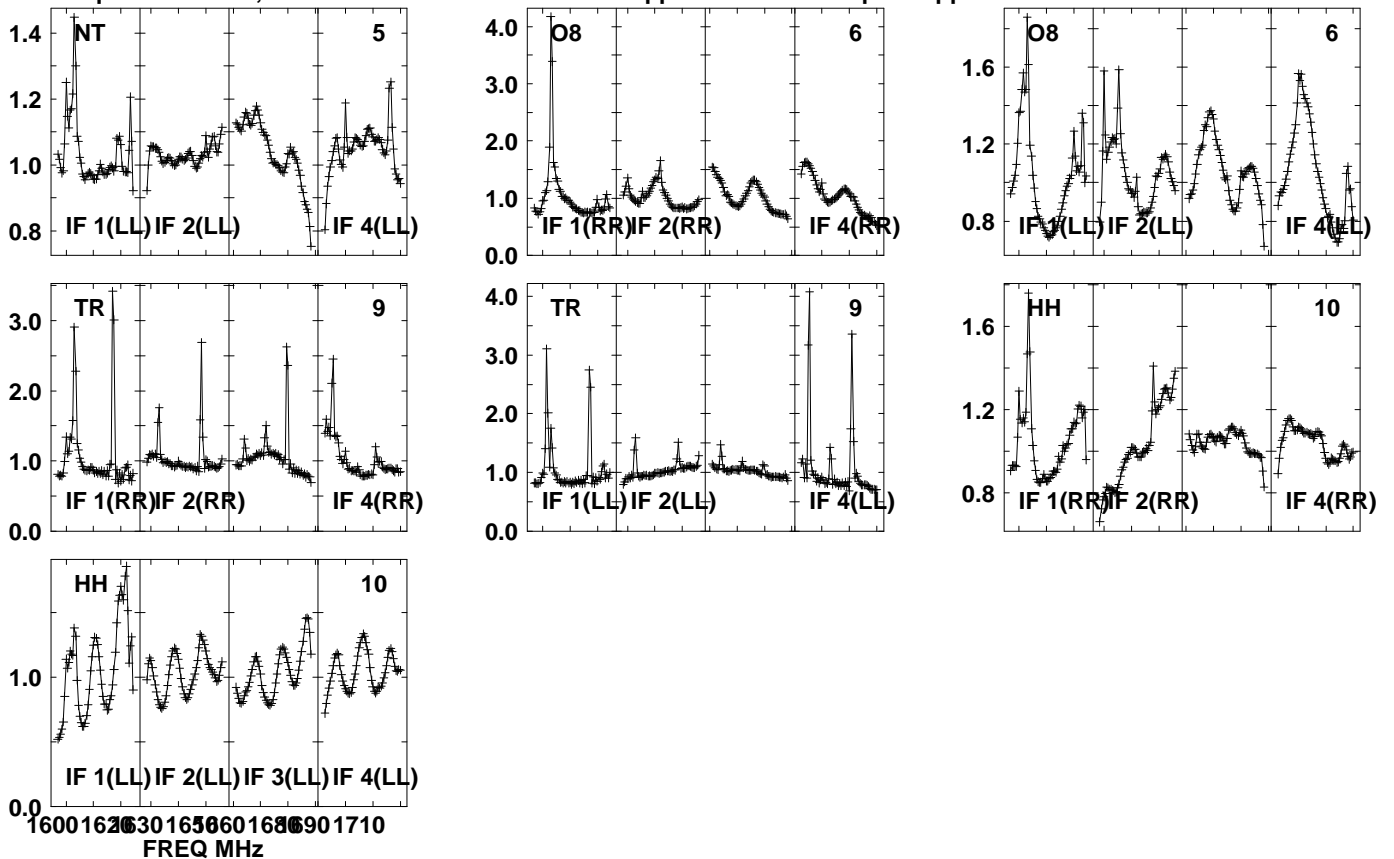 NT 5
1.4
1.2
1.0
0.8
IF 1(LL) IF 2(LL) IF 4(LL)
O8 6
4.0
3.0
2.0
1.0
0.0
IF 1(RR) IF 2(RR) IF 4(RR)
O8 6
1.6
1.2
0.8
IF 1(LL) IF 2(LL) IF 4(LL)
TR 9
3.0
2.0
1.0
0.0
IF 1(RR) IF 2(RR) IF 4(RR)
TR 9
4.0
3.0
2.0
1.0
0.0
IF 1(LL) IF 2(LL) IF 4(LL)
HH 10
1.6
1.2
0.8
IF 1(RR) IF 2(RR) IF 4(RR)
HH 10
1.0
0.0
IF 1(LL) IF 2(LL) IF 3(LL) IF 4(LL)
1600 1620 1630 1650 1660 1680 1690 1710
FREQ MHz